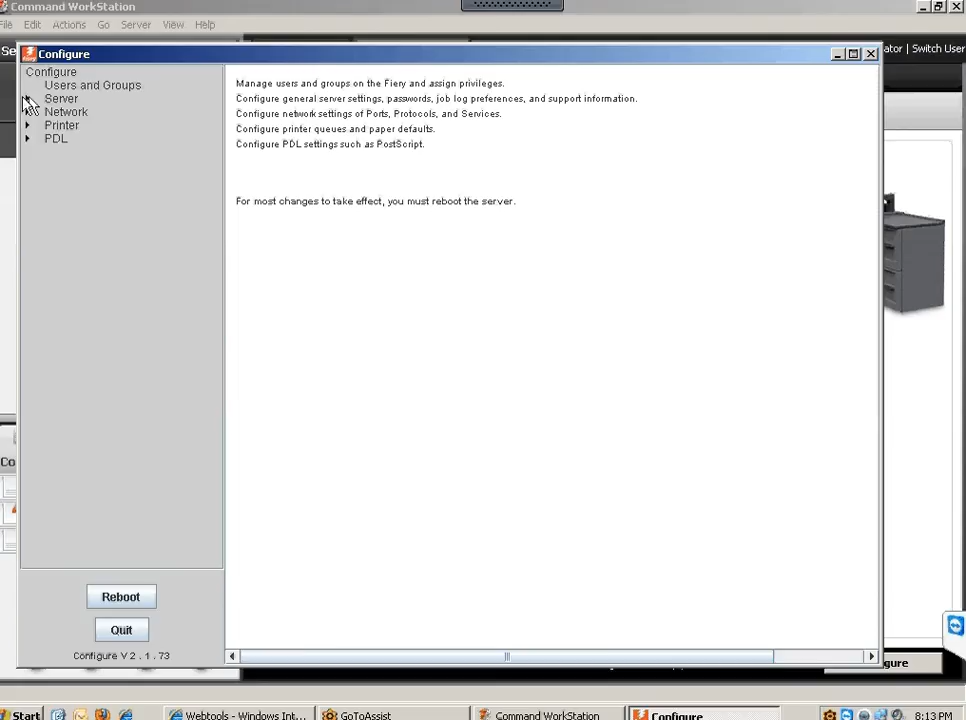 Command WorkStation
File Edit Actions Go Server View Help
Se
ator | Switch User
Configure
Configure
Users and Groups
Server
Network
Printer
PDL
Manage users and groups on the Fiery and assign privileges.
Configure general server settings, passwords, job log preferences, and support information.
Configure network settings of Ports, Protocols, and Services.
Configure printer queues and paper defaults.
Configure PDL settings such as PostScript.
For most changes to take effect, you must reboot the server.
Co
Reboot
Quit
Configure V 2 . 1 . 73
gure
Start
Webtools - Windows Int...
GoToAssist
Command WorkStation
Configure
8:13 PM